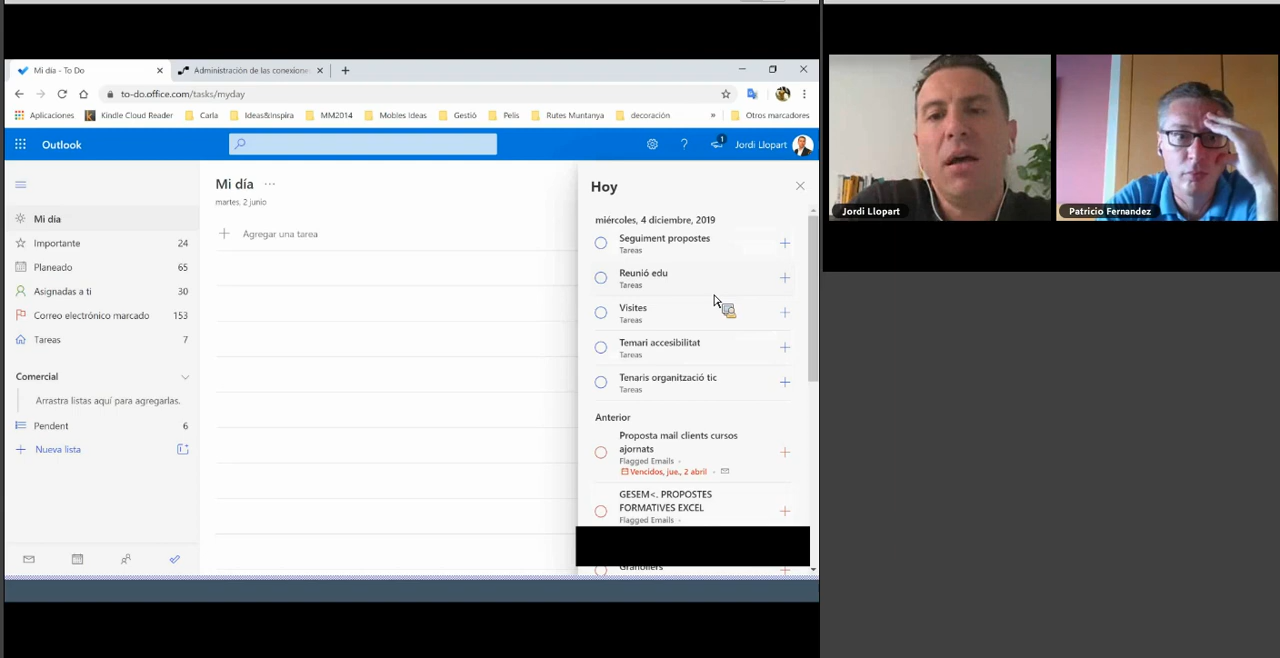 Mi día - To Do
Administración de las conexione
to-do.office.com/tasks/myday
Aplicaciones
Kindle Cloud Reader
Carla
Ideas&Inspira
MM2014
Mobles Ideas
Gestió
Pelis
Rutes Muntanya
decoración
»
Otros marcadores
Outlook
?
1
Jordi Llopart
Mi día
Importante 24
Planeado 65
Asignadas a ti 30
Correo electrónico marcado 153
Tareas 7
Comercial
Arrastra listas aquí para agregarlas.
Pendent 6
Nueva lista
Mi día ...
martes, 2 junio
Agregar una tarea
Hoy
miércoles, 4 diciembre, 2019
Seguiment propostes
Tareas
Reunió edu
Tareas
Visites
Tareas
Temari accesibilitat
Tareas
Tenaris organització tic
Tareas
Anterior
Proposta mail clients cursos
ajornats
Flagged Emails
Vencidos, jue., 2 abril
GESEM<. PROPOSTES
FORMATIVES EXCEL
Flagged Emails
Granollers
Jordi Llopart
Patricio Fernandez